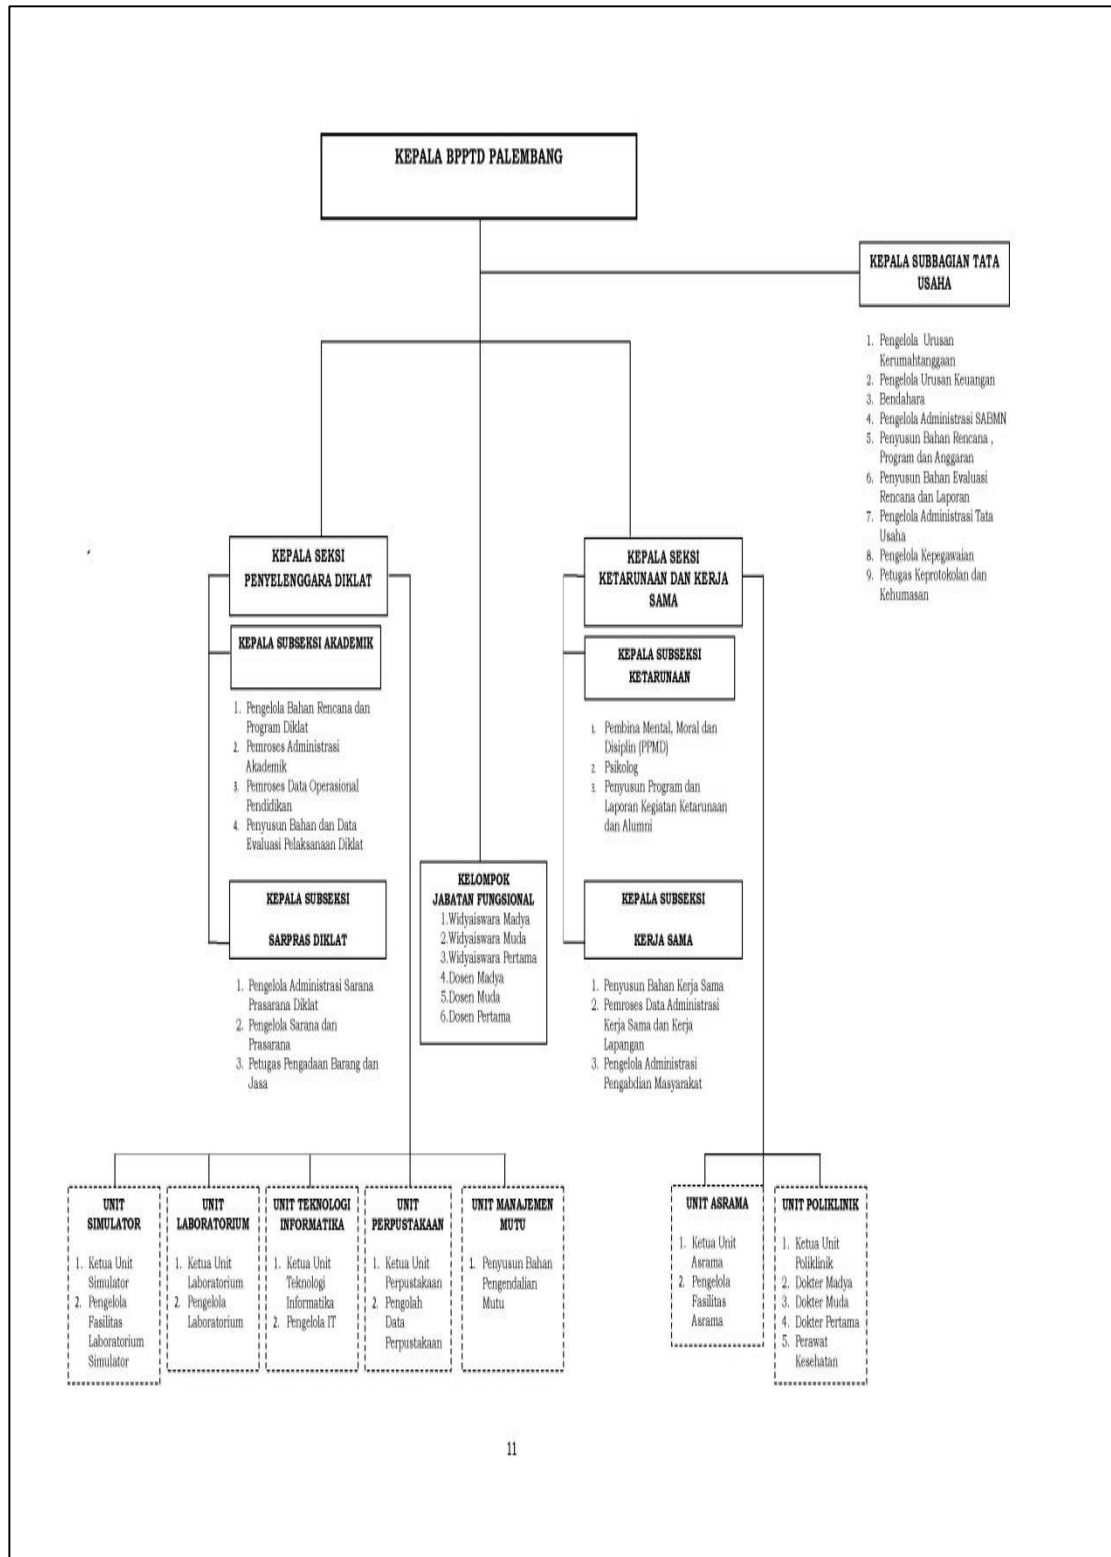 KEPALA BPPTD PALEMBANG
KEPALA SUBBAGIAN TATA
USAHA
1. Pengelola Urusan
Kerumahtanggaan
2. Pengelola Urusan Keuangan
3. Bendahara
4. Pengelola Administrasi SABMN
5. Penyusun Bahan Rencana ,
Program dan Anggaran
6. Penyusun Bahan Evaluasi
Rencana dan Laporan
7. Pengelola Administrasi Tata
Usaha
8. Pengelola Kepegawaian
9. Petugas Keprotokolan dan
Kehumasan
KEPALA SEKSI
PENYELENGGARA DIKLAT
KEPALA SUBSEKSI AKADEMIK
1. Pengelola Bahan Rencana dan
Program Diklat
2. Pemroses Administrasi
Akademik
3. Pemroses Data Operasional
Pendidikan
4. Penyusun Bahan dan Data
Evaluasi Pelaksanaan Diklat
KEPALA SUBSEKSI
SARPRAS DIKLAT
1. Pengelola Administrasi Sarana
Prasarana Diklat
2. Pengelola Sarana dan
Prasarana
3. Petugas Pengadaan Barang dan
Jasa
KELOMPOK
JABATAN FUNGSIONAL
1.Widyaiswara Madya
2.Widyaiswara Muda
3.Widyaiswara Pertama
4.Dosen Madya
5.Dosen Muda
6.Dosen Pertama
KEPALA SEKSI
KETARUNAAN DAN KERJA
SAMA
KEPALA SUBSEKSI
KETARUNAAN
1. Pembina Mental, Moral dan
Disiplin (PPMD)
2. Psikolog
3. Penyusun Program dan
Laporan Kegiatan Ketarunaan
dan Alumni
KEPALA SUBSEKSI
KERJA SAMA
1. Penyusun Bahan Kerja Sama
2. Pemroses Data Administrasi
Kerja Sama dan Kerja
Lapangan
3. Pengelola Administrasi
Pengabdian Masyarakat
UNIT
SIMULATOR
1. Ketua Unit
Simulator
2. Pengelola
Fasilitas
Laboratorium
Simulator
UNIT
LABORATORIUM
1. Ketua Unit
Laboratorium
2. Pengelola
Laboratorium
UNIT TEKNOLOGI
INFORMATIKA
1. Ketua Unit
Teknologi
Informatika
2. Pengelola IT
UNIT
PERPUSTAKAAN
1. Ketua Unit
Perpustakaan
2. Pengolah
Data
Perpustakaan
UNIT MANAJEMEN
MUTU
1. Penyusun Bahan
Pengendalian
Mutu
UNIT ASRAMA
1. Ketua Unit
Asrama
2. Pengelola
Fasilitas
Asrama
UNIT POLIKLINIK
1. Ketua Unit
Poliklinik
2. Dokter Madya
3. Dokter Muda
4. Dokter Pertama
5. Perawat
Kesehatan
11